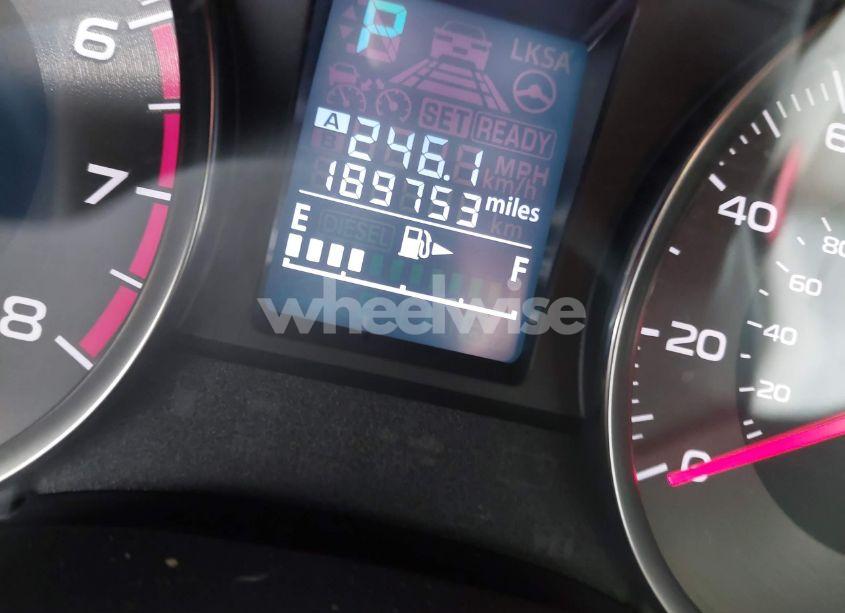 P
LKSA
SET READY
A 246.1
MPH
km/h
189753 miles
km
DIESEL
E F
6
7
8
40
20
0
80
60
40
20
wheelwise